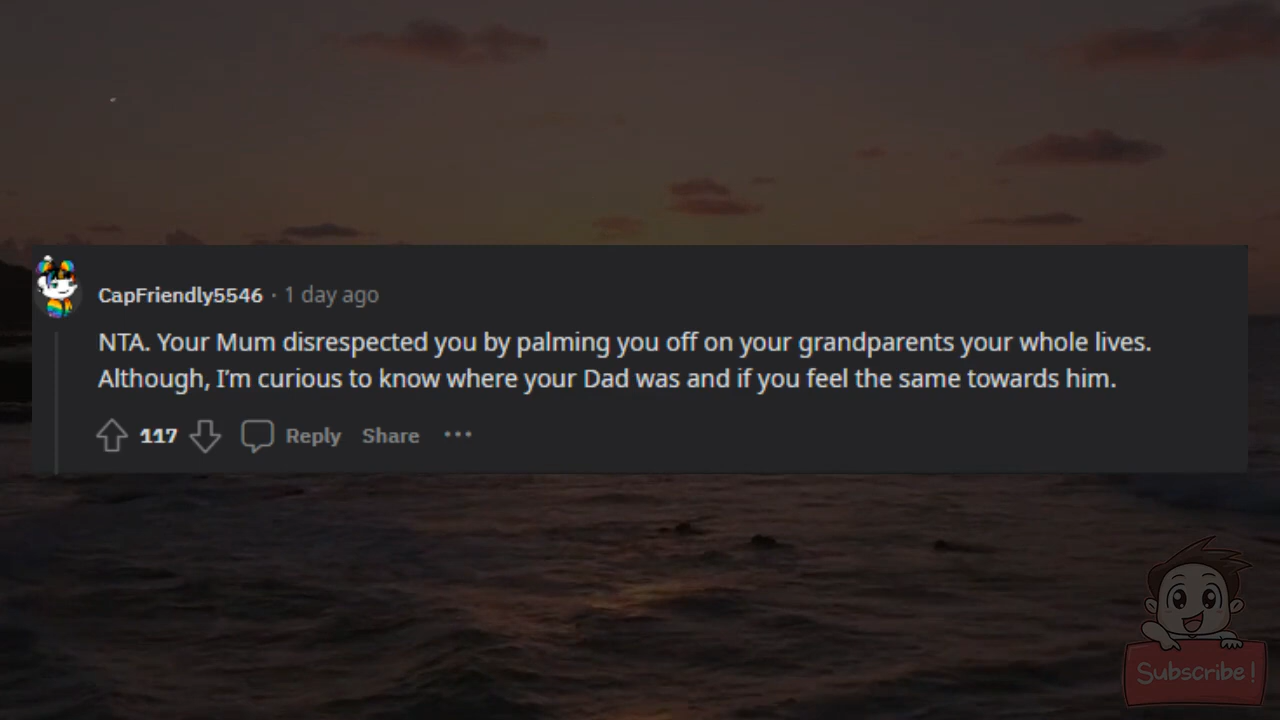 CapFriendly5546 · 1 day ago
NTA. Your Mum disrespected you by palming you off on your grandparents your whole lives.
Although, I'm curious to know where your Dad was and if you feel the same towards him.
117 Reply Share ···
Subscribe!